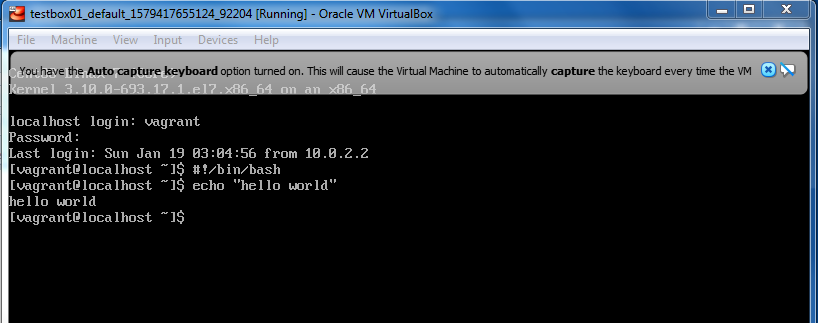 testbox01_default_1579417655124_92204 [Running] - Oracle VM VirtualBox
File Machine View Input Devices Help
You have the Auto capture keyboard option turned on. This will cause the Virtual Machine to automatically capture the keyboard every time the VM
Kernel 3.10.0-693.17.1.el7.x86_64 on an x86_64
localhost login: vagrant
Password:
Last login: Sun Jan 19 03:04:56 from 10.0.2.2
[vagrant@localhost ~]$ #!/bin/bash
[vagrant@localhost ~]$ echo "hello world"
hello world
[vagrant@localhost ~]$